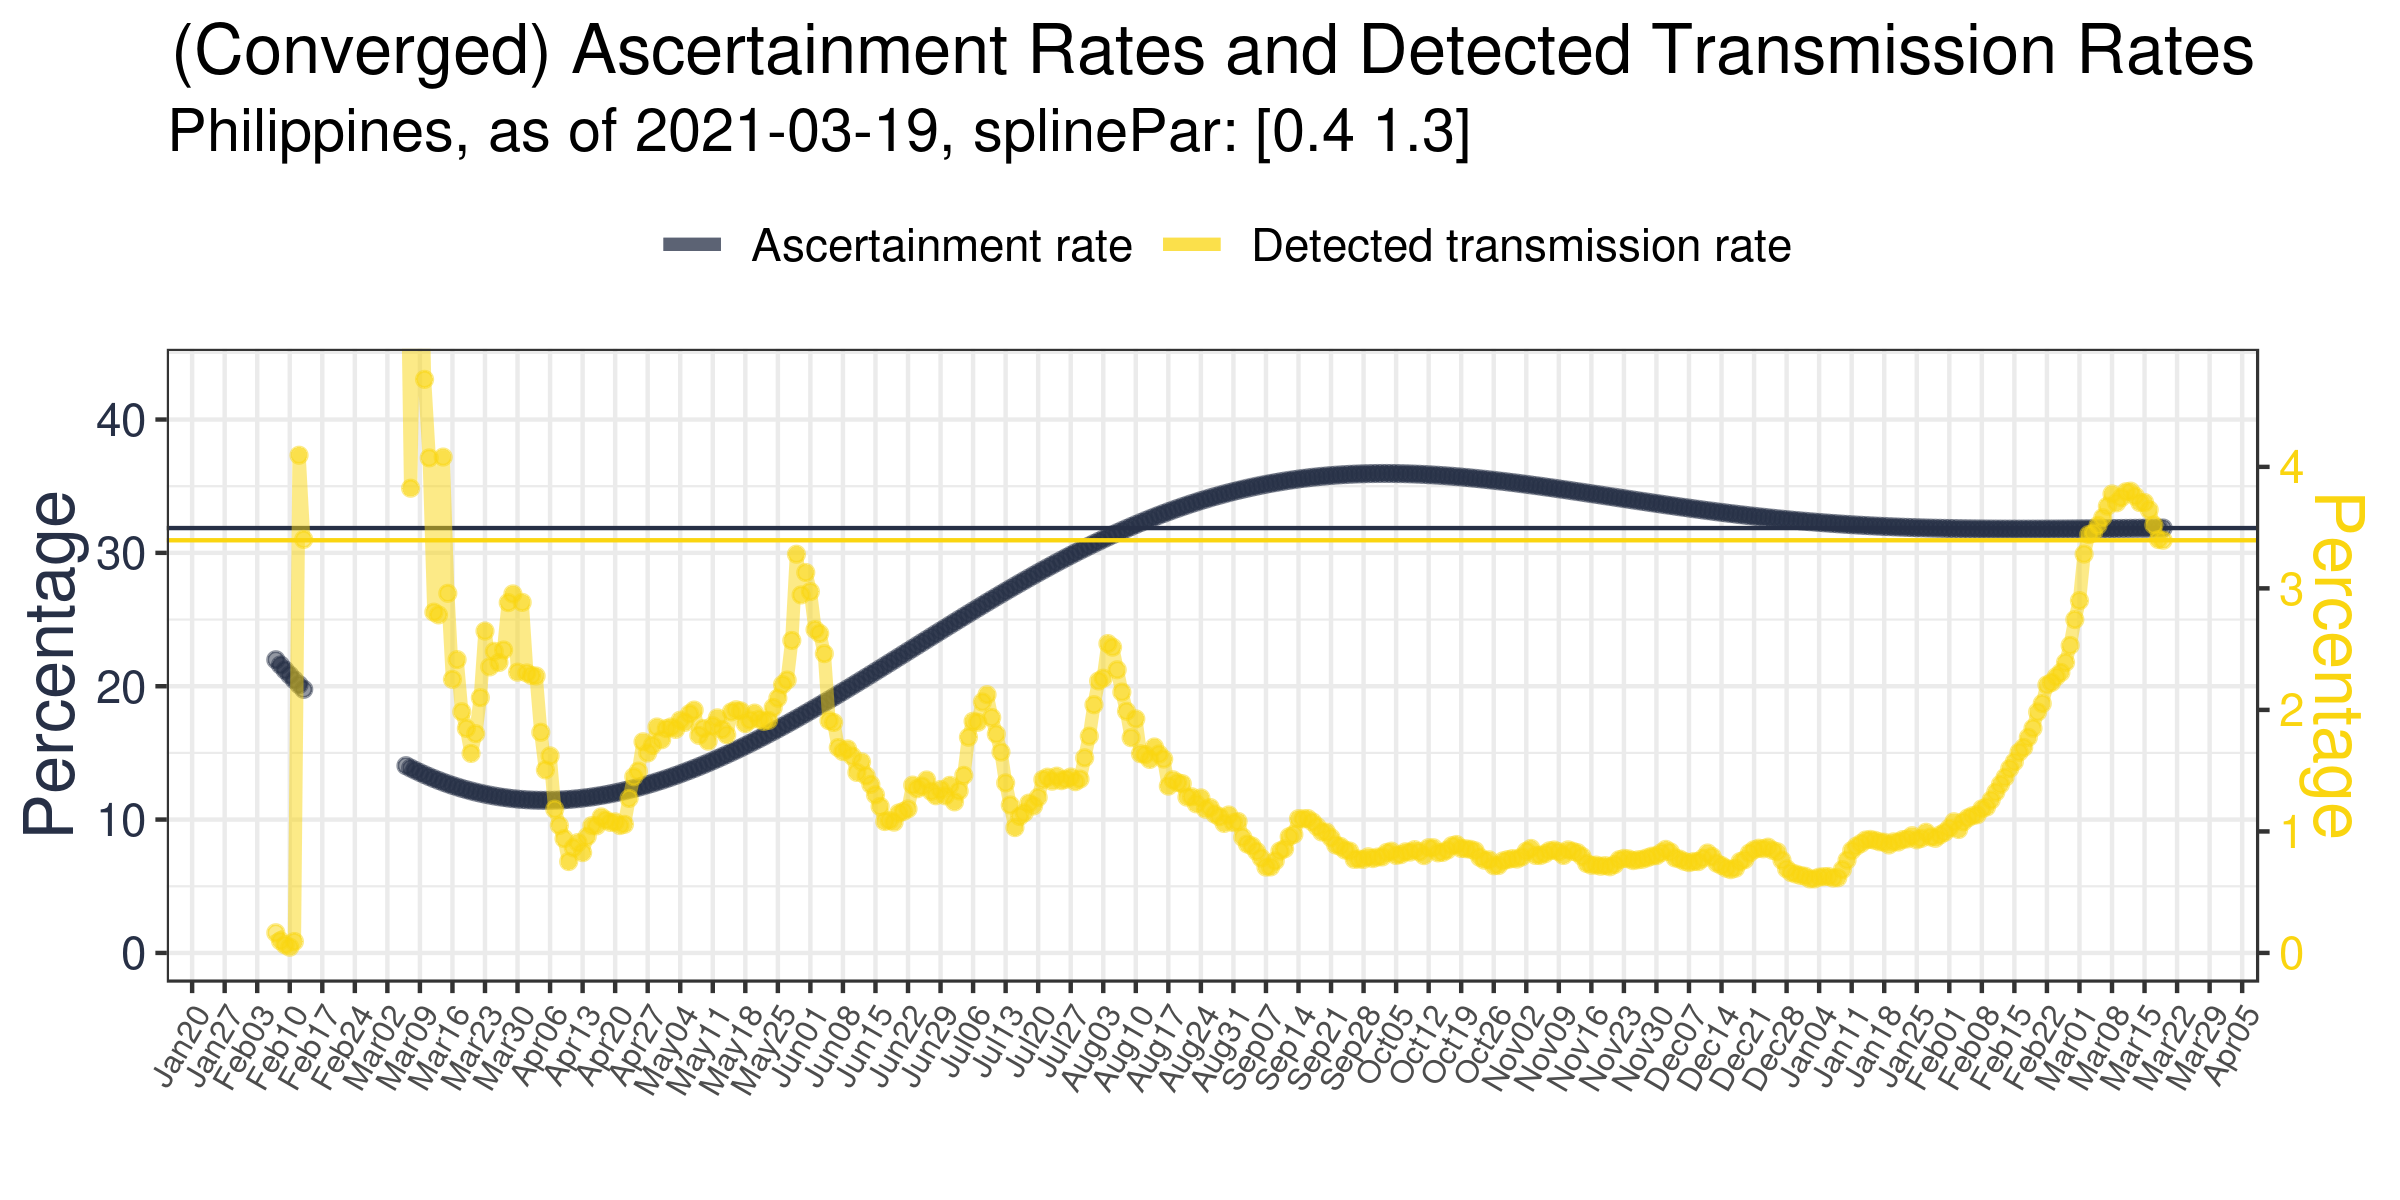 (Converged) Ascertainment Rates and Detected Transmission Rates
Philippines, as of 2021-03-19, splinePar: [0.4 1.3]
Ascertainment rate
Detected transmission rate
Percentage
40
30
20
10
0
4
3
2
1
0
Percentage
Jan20
Jan27
Feb03
Feb10
Feb17
Feb24
Mar02
Mar09
Mar16
Mar23
Mar30
Apr06
Apr13
Apr20
Apr27
May04
May11
May18
May25
Jun01
Jun08
Jun15
Jun22
Jun29
Jul06
Jul13
Jul20
Jul27
Aug03
Aug10
Aug17
Aug24
Aug31
Sep07
Sep14
Sep21
Sep28
Oct05
Oct12
Oct19
Oct26
Nov02
Nov09
Nov16
Nov23
Nov30
Dec07
Dec14
Dec21
Dec28
Dec04
Jan11
Jan18
Jan25
Feb01
Feb08
Feb15
Feb22
Mar01
Mar08
Mar15
Mar22
Mar29
Apr05